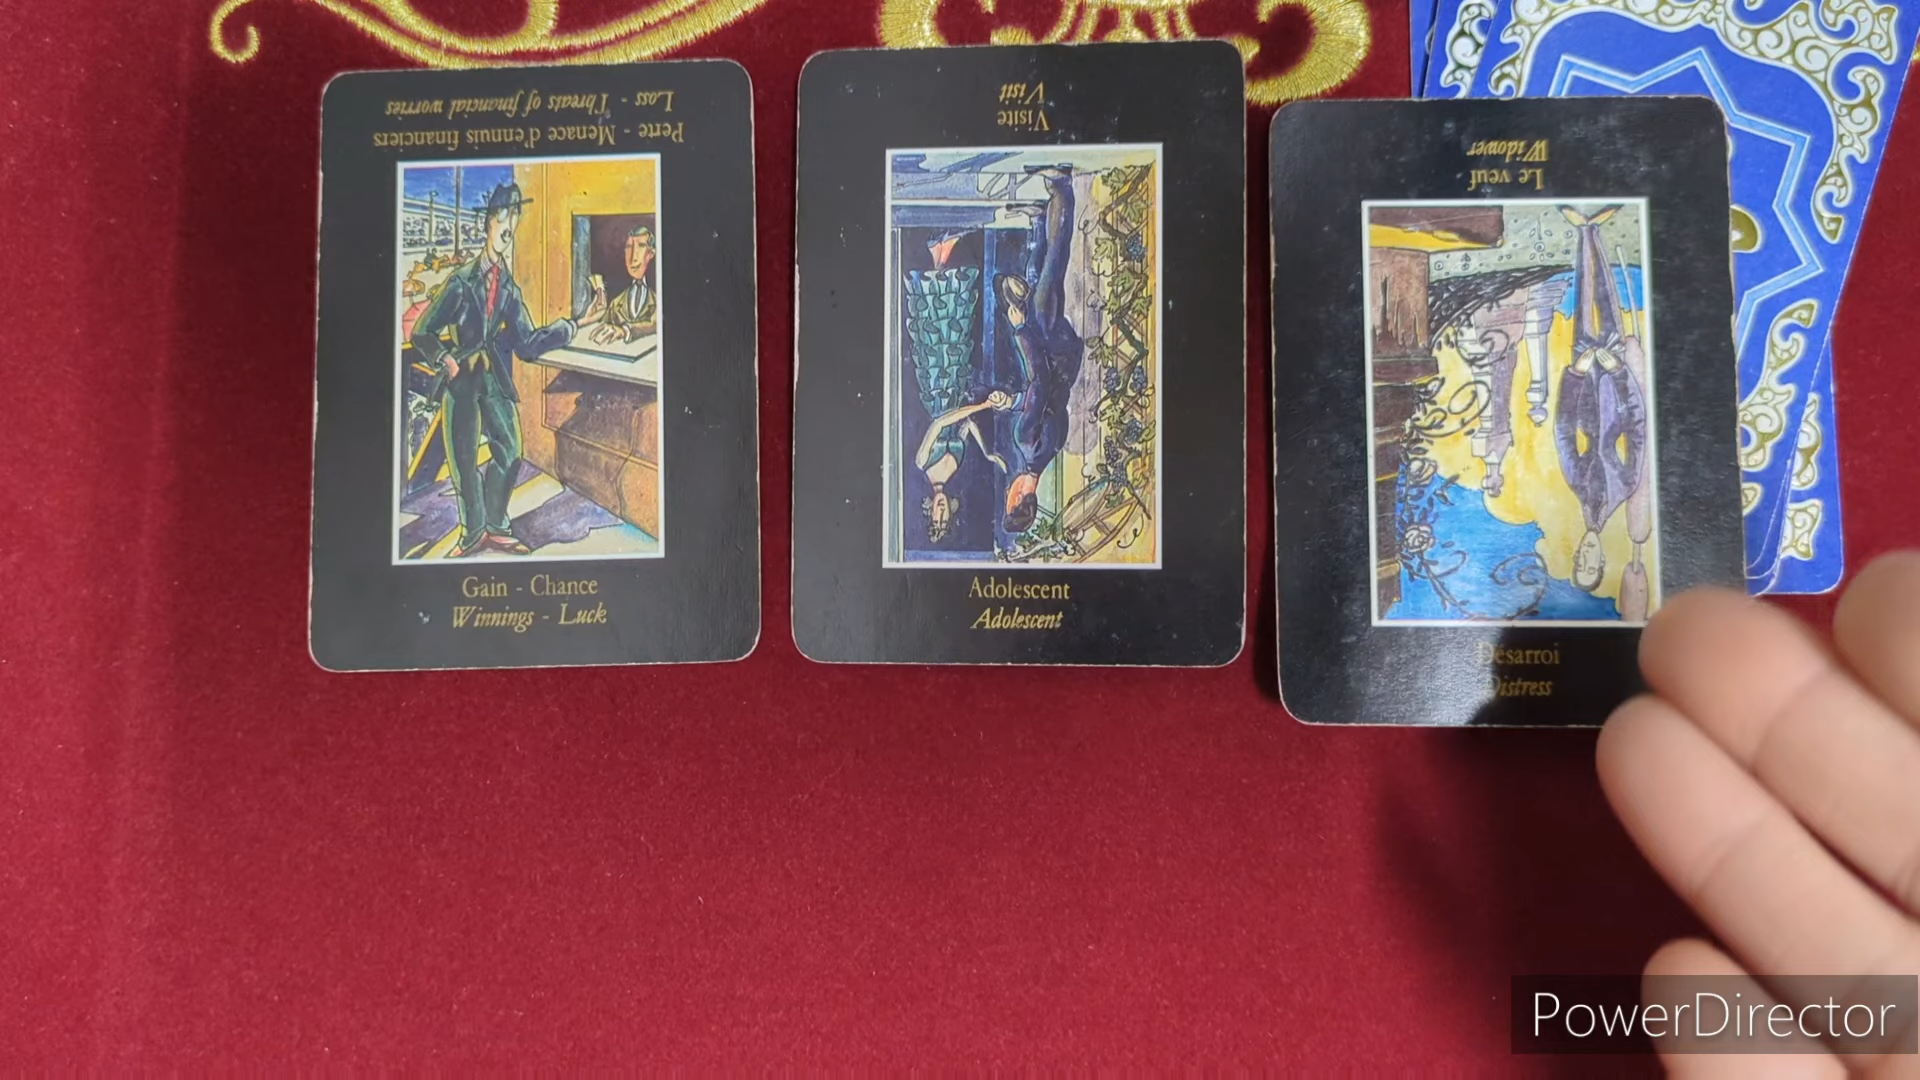 Loss - Threats of financial worries
Perte - Menace d'ennuis financiers
Gain - Chance
Winnings - Luck
Visit
Visite
Adolescent
Adolescent
Widower
Le veuf
Désarroi
Distress
PowerDirector